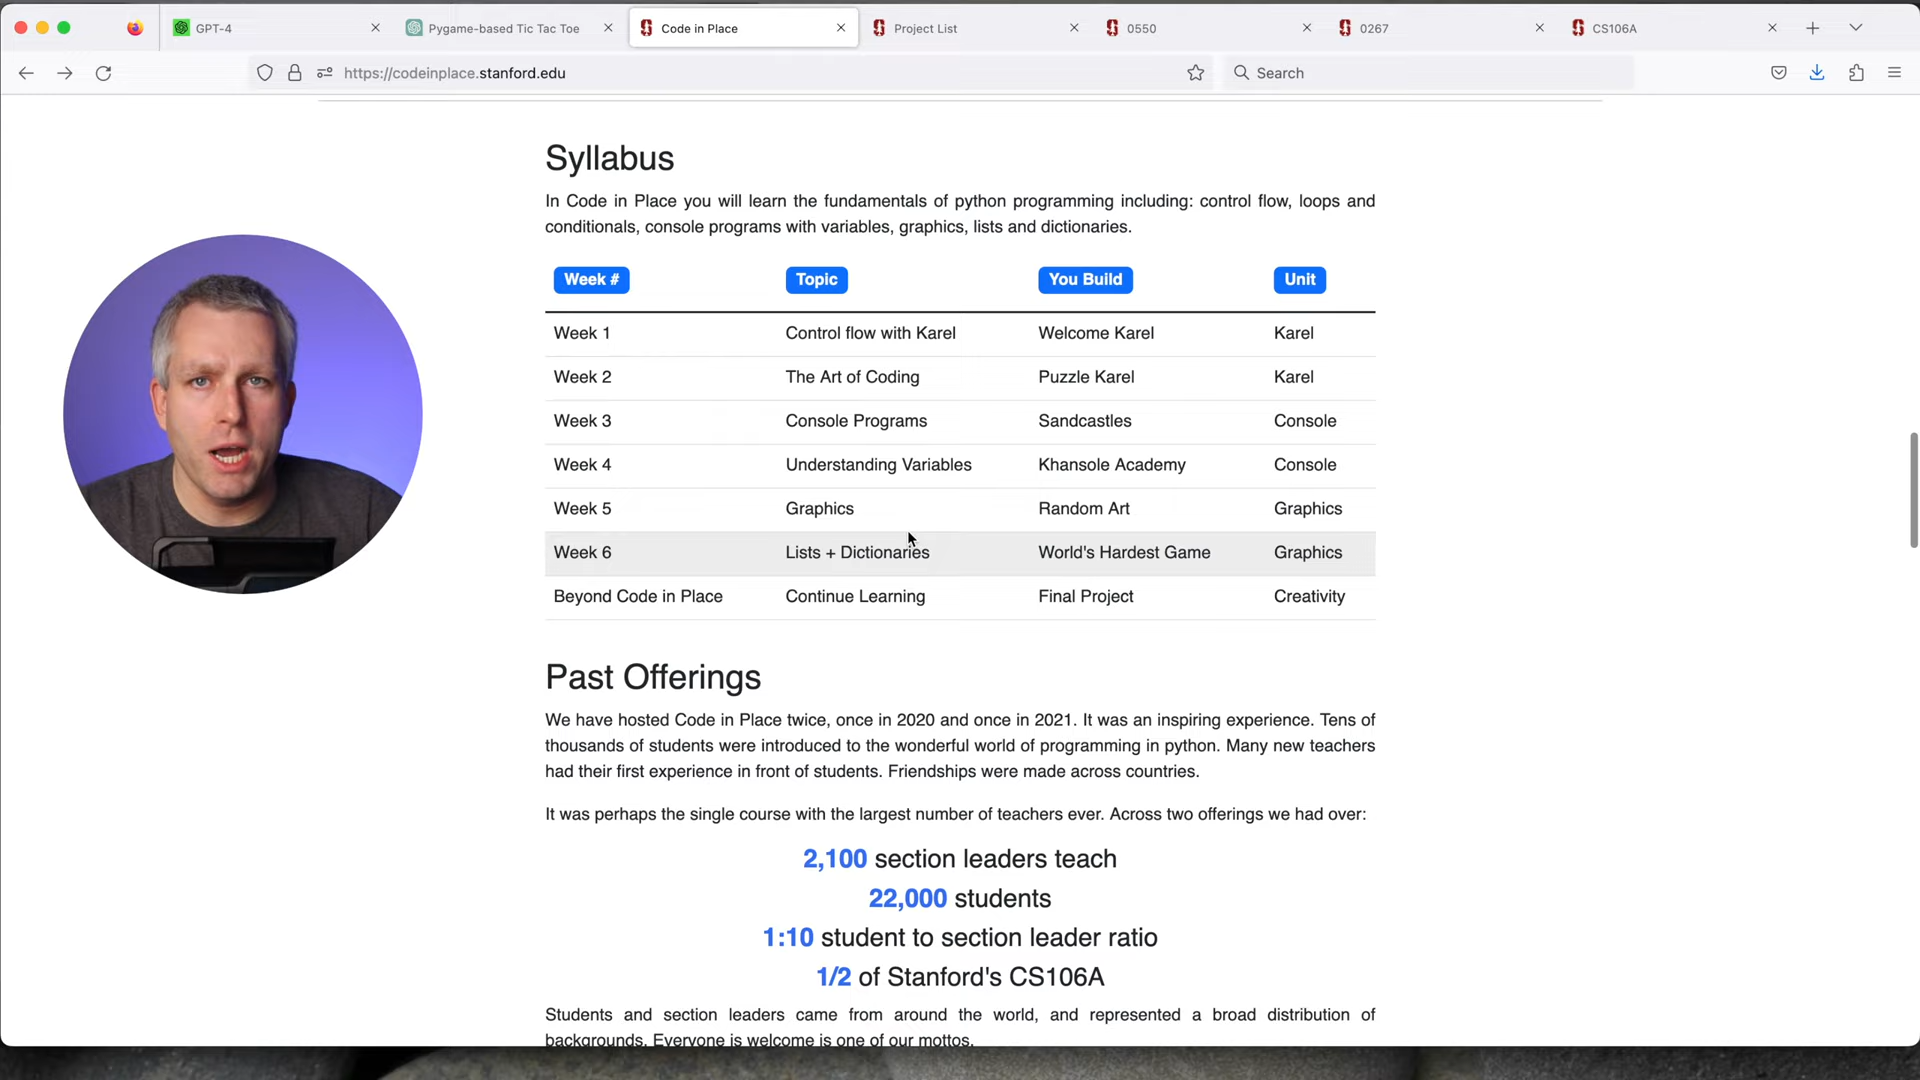 GPT-4
Pygame-based Tic Tac Toe
Code in Place
Project List
0550
0267
CS106A
https://codeinplace.stanford.edu
Search
Syllabus
In Code in Place you will learn the fundamentals of python programming including: control flow, loops and
conditionals, console programs with variables, graphics, lists and dictionaries.
Week # Topic You Build Unit
Week 1 Control flow with Karel Welcome Karel Karel
Week 2 The Art of Coding Puzzle Karel Karel
Week 3 Console Programs Sandcastles Console
Week 4 Understanding Variables Khansole Academy Console
Week 5 Graphics Random Art Graphics
Week 6 Lists + Dictionaries World's Hardest Game Graphics
Beyond Code in Place Continue Learning Final Project Creativity
Past Offerings
We have hosted Code in Place twice, once in 2020 and once in 2021. It was an inspiring experience. Tens of
thousands of students were introduced to the wonderful world of programming in python. Many new teachers
had their first experience in front of students. Friendships were made across countries.
It was perhaps the single course with the largest number of teachers ever. Across two offerings we had over:
2,100 section leaders teach
22,000 students
1:10 student to section leader ratio
1/2 of Stanford's CS106A
Students and section leaders came from around the world, and represented a broad distribution of
backgrounds. Everyone is welcome is one of our mottos.